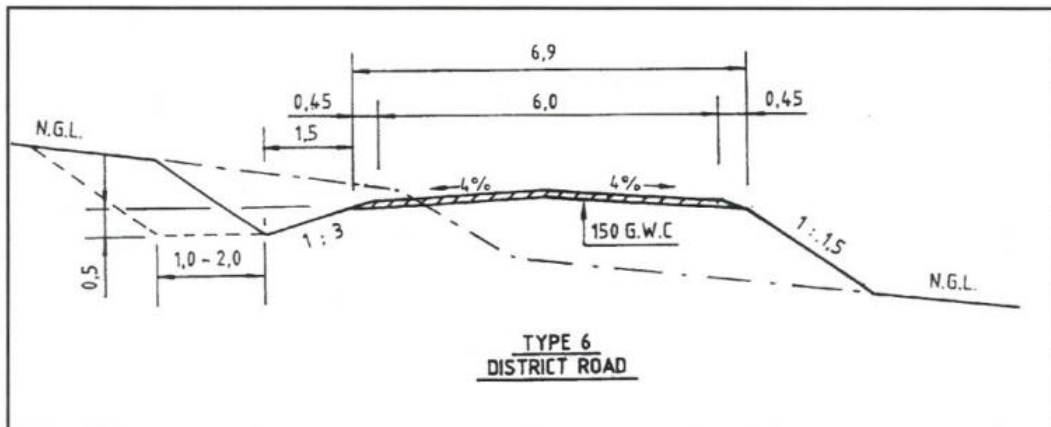 6,9
0,45 6,0 0,45
1,5
N.G.L.
4% 4%
1 : 3
150 G.W.C
1 : 1,5
1,0 - 2,0
0,5
N.G.L.
TYPE 6
DISTRICT ROAD